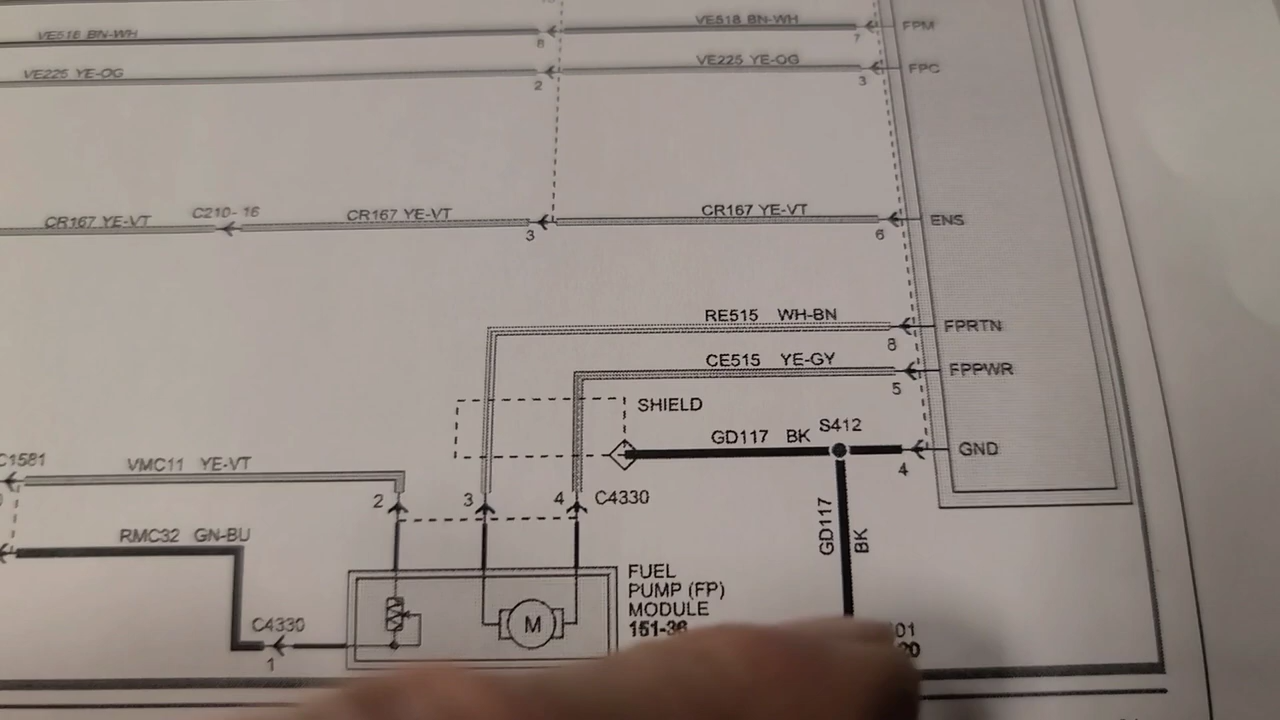 VE518 BN-WH
8
VE518 BN-WH
7
FPM
VE225 YE-OG
2
VE225 YE-OG
3
FPC
CR167 YE-VT
C210- 16
CR167 YE-VT
3
CR167 YE-VT
6
ENS
RE515 WH-BN
8
FPRTN
CE515 YE-GY
5
FPPWR
SHIELD
GD117 BK
S412
4
GND
C1581
VMC11 YE-VT
2
3
4
C4330
GD117
BK
RMC32 GN-BU
C4330
1
M
FUEL
PUMP (FP)
MODULE
151-36
01